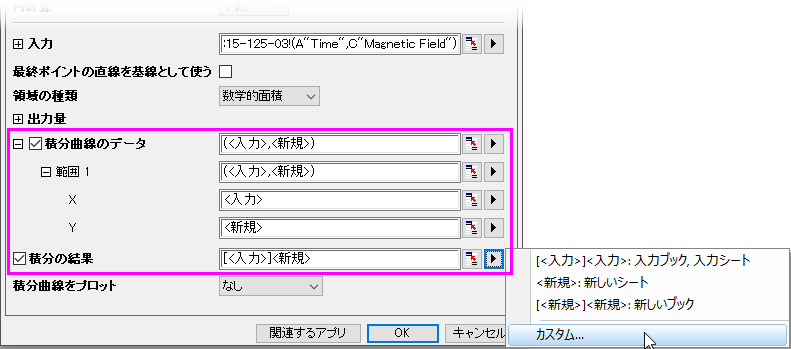 入力 :15-125-03!(A"Time",C"Magnetic Field")
最終ポイントの直線を基線として使う
領域の種類 数学的面積
出力量
積分曲線のデータ (<入力>,<新規>)
範囲 1 (<入力>,<新規>)
X <入力>
Y <新規>
積分の結果 [<入力>]<新規>
積分曲線をプロット なし
関連するアプリ OK キャンセル
[<入力>]<入力>: 入力ブック, 入力シート
<新規>: 新しいシート
[<新規>]<新規>: 新しいブック
カスタム...